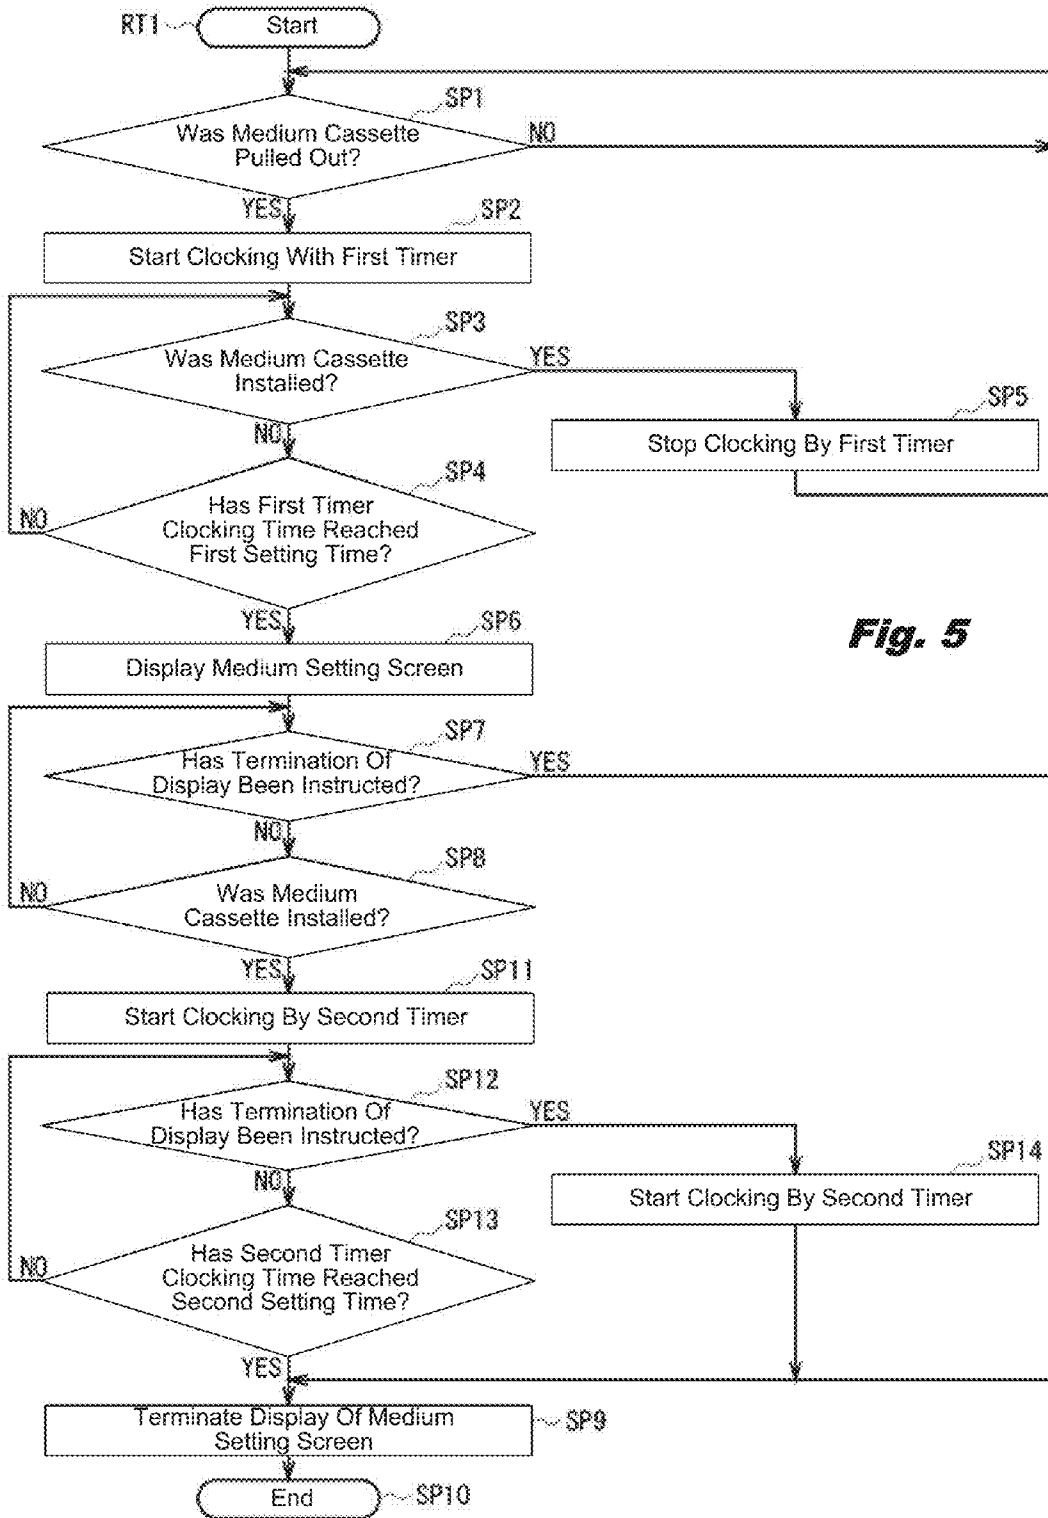 RT1
Start
SP1
Was Medium Cassette
Pulled Out?
NO
YES
SP2
Start Clocking With First Timer
SP3
Was Medium Cassette
Installed?
YES
NO
SP5
Stop Clocking By First Timer
SP4
Has First Timer
Clocking Time Reached
First Setting Time?
NO
YES
Fig. 5
SP6
Display Medium Setting Screen
SP7
Has Termination Of
Display Been Instructed?
YES
NO
SP8
Was Medium
Cassette Installed?
NO
YES
SP11
Start Clocking By Second Timer
SP12
Has Termination Of
Display Been Instructed?
YES
NO
SP14
Start Clocking By Second Timer
SP13
Has Second Timer
Clocking Time Reached
Second Setting Time?
NO
YES
Terminate Display Of Medium
Setting Screen
SP9
End
SP10